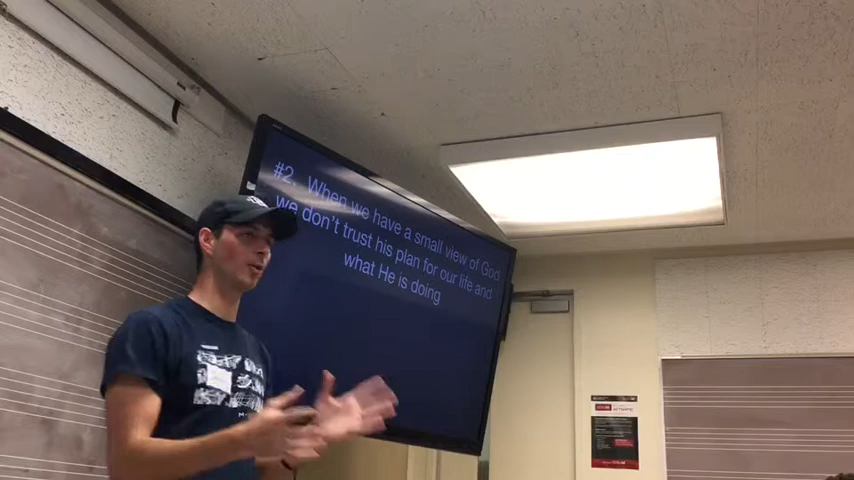 #2. When we have a small view of God
we don't trust his plan for our life and
what He is doing